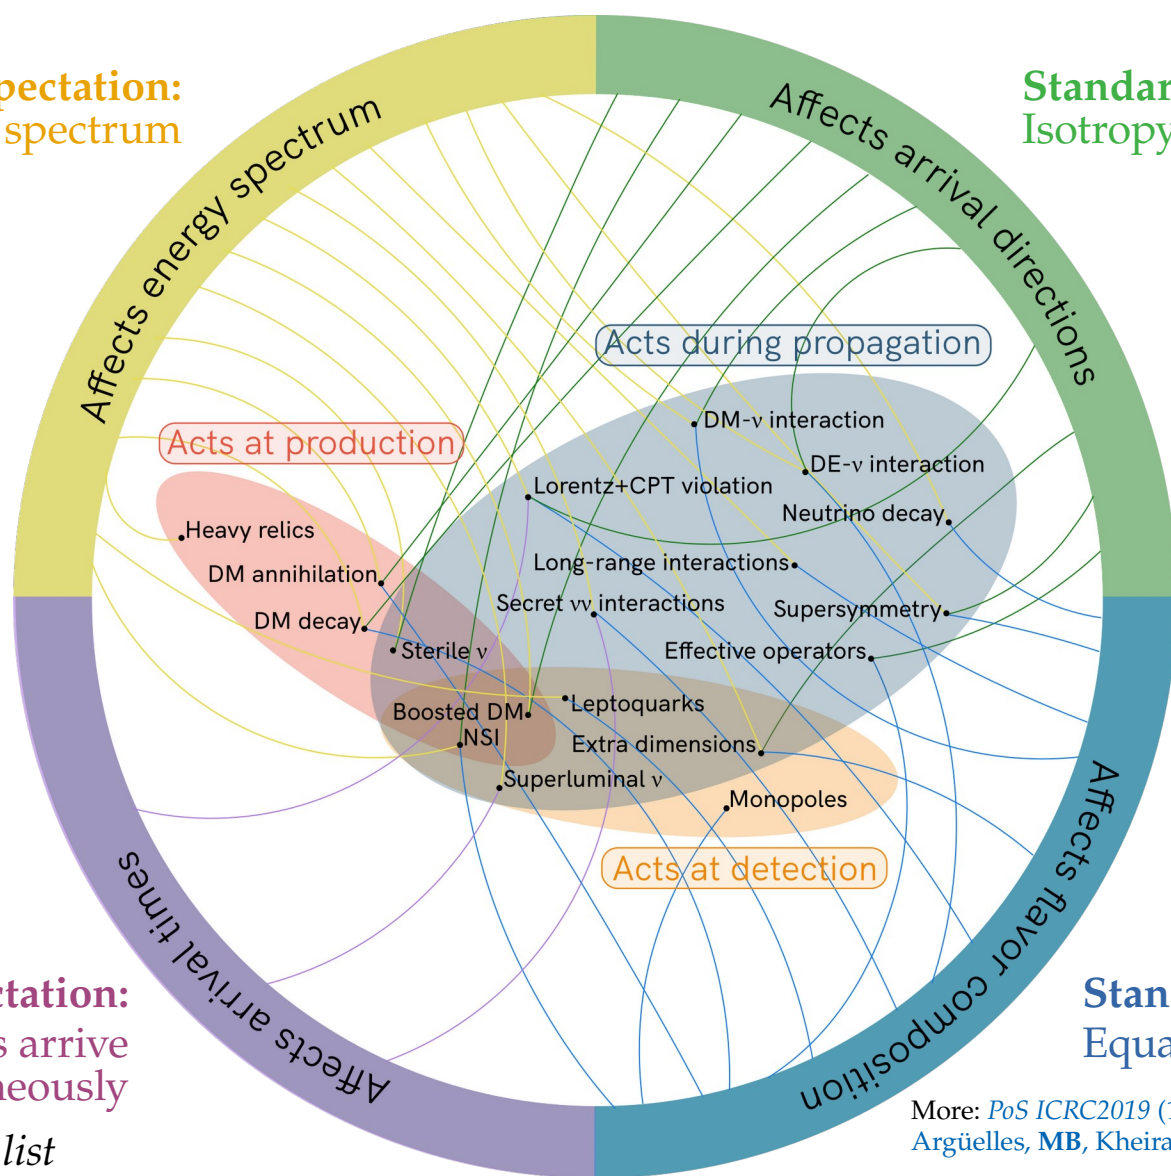 pectation:
spectrum
Standar
Isotropy
Affects energy spectrum
Affects arrival directions
Acts during propagation
Acts at production
DM-ν interaction
DE-ν interaction
Lorentz+CPT violation
Neutrino decay
Heavy relics
Long-range interactions
DM annihilation
Secret νν interactions
Supersymmetry
DM decay
Sterile ν
Effective operators
Leptoquarks
Boosted DM
NSI
Extra dimensions
Superluminal ν
Monopoles
Acts at detection
Affects arrival times
Affects flavor composition
ctation:
s arrive
neously
list
Stan
Equa
More: PoS ICRC2019 (1
Argüelles, MB, Kheira